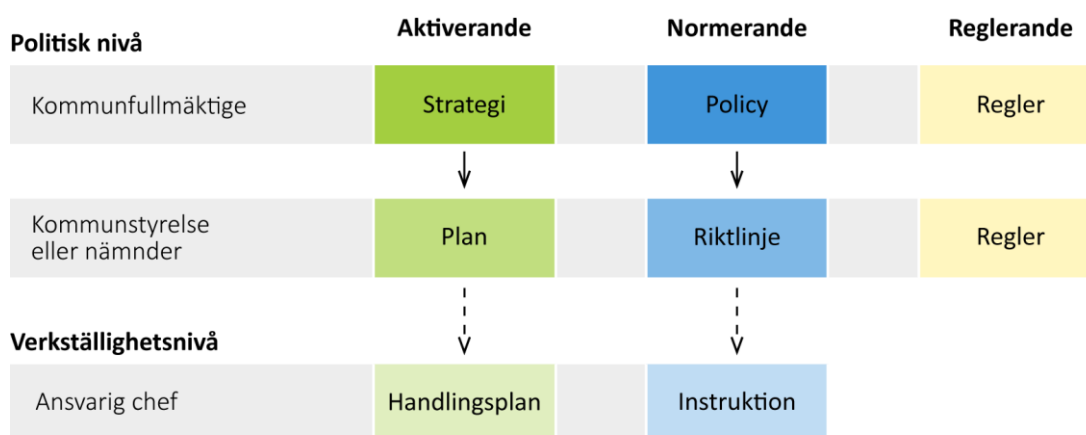 Aktiverande Normerande Reglerande
Politisk nivå
Kommunfullmäktige Strategi Policy Regler
Kommunstyrelse
eller nämnder
Plan Riktlinje Regler
Verkställighetsnivå
Ansvarig chef Handlingsplan Instruktion